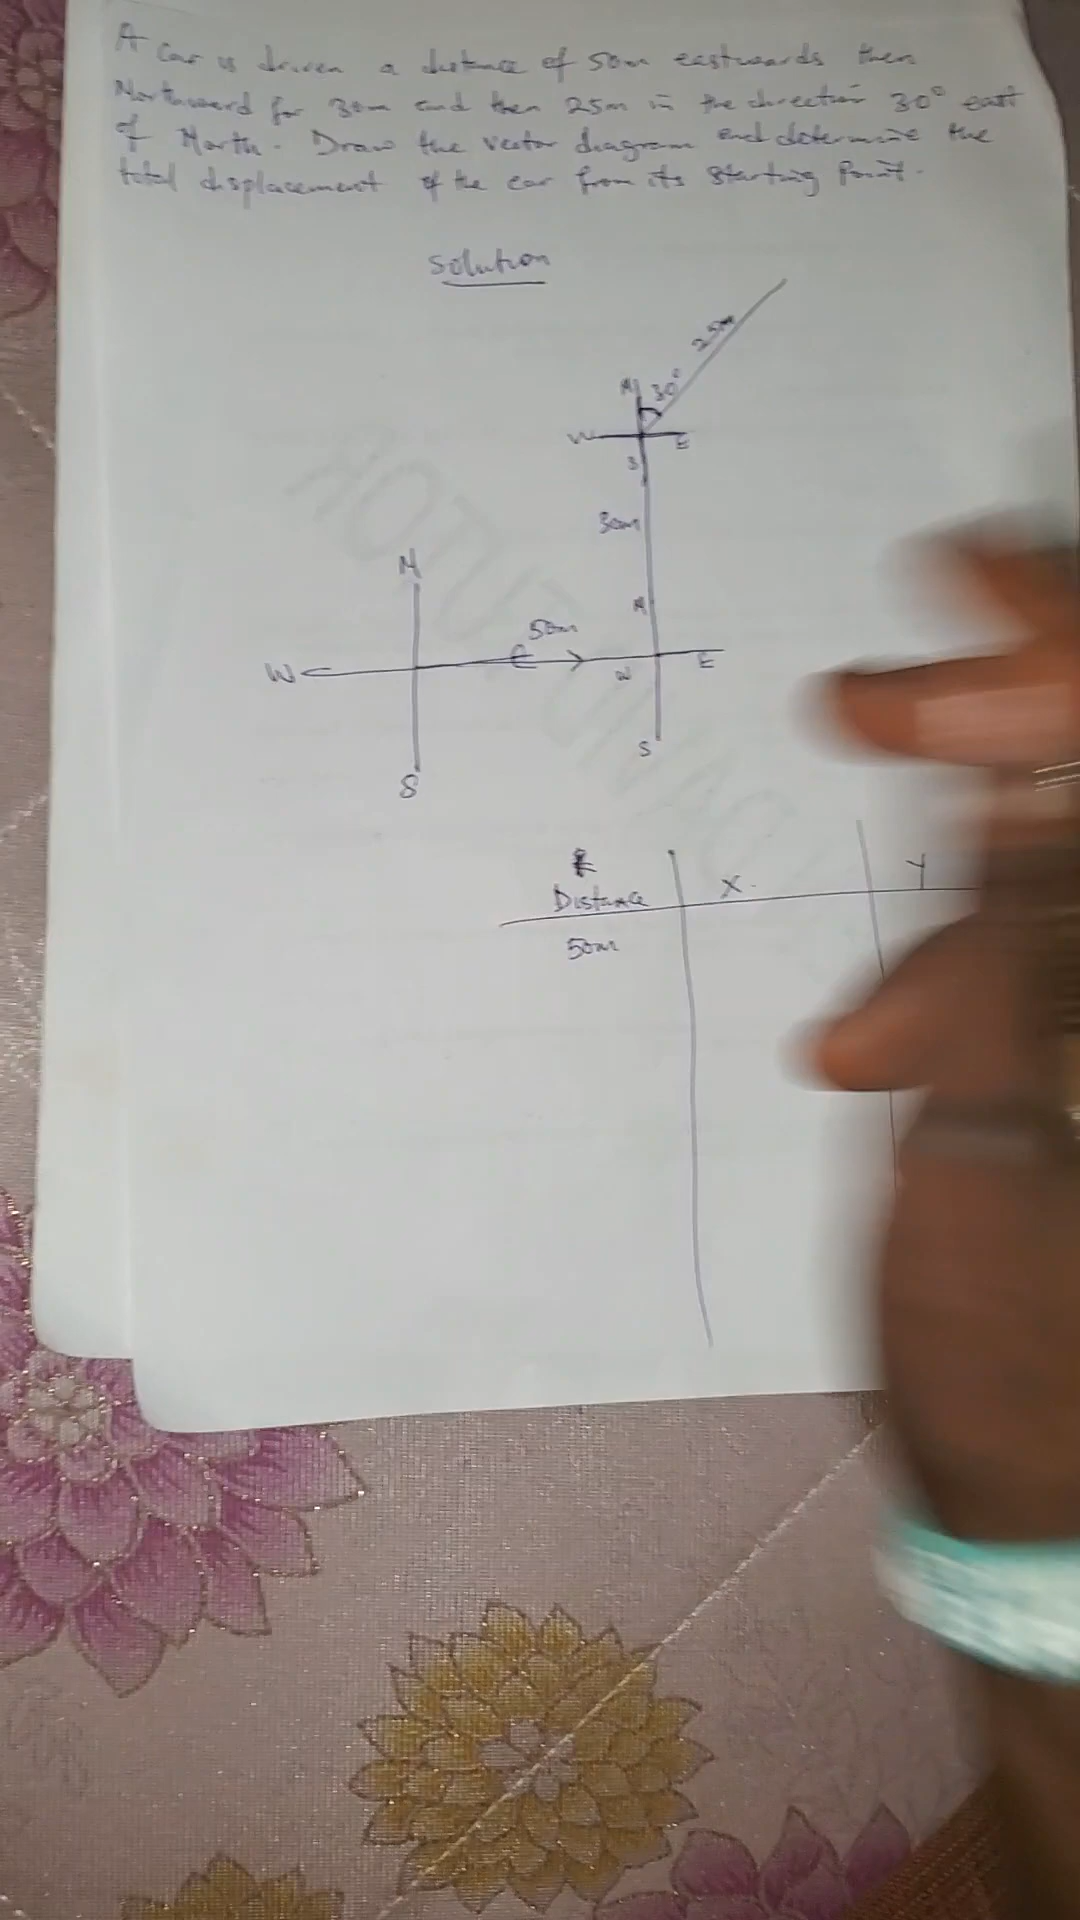 A car is driven a distance of 50m eastwards then
Northward for 30m and then 25m in the direction 30° east
of North. Draw the vector diagram and determine the
total displacement of the car from its starting point.
Solution
25m
N 30°
W E
S
30m
N
N
50m
W E
W E
S
S
Distance X Y
50m